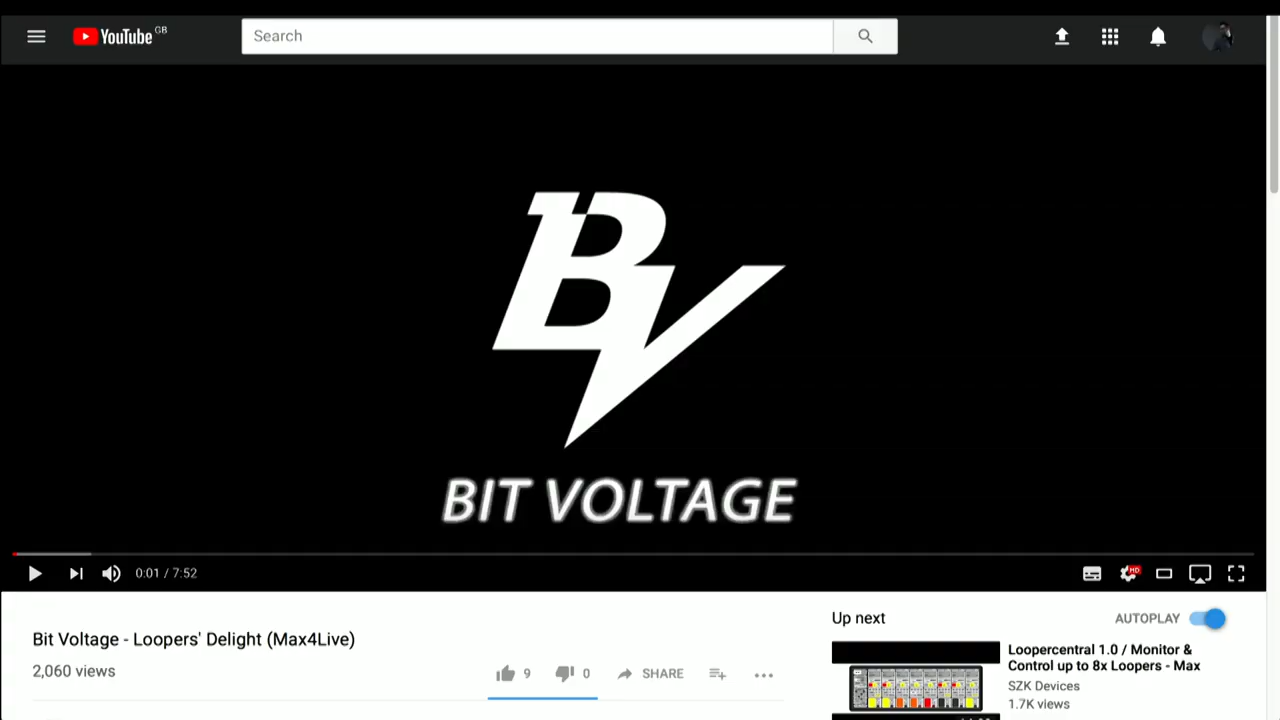 YouTube GB
Search
BV
BIT VOLTAGE
0:01 / 7:52
HD
Bit Voltage - Loopers' Delight (Max4Live)
2,060 views
9
0
SHARE
Up next
AUTOPLAY
Loopercentral 1.0 / Monitor &
Control up to 8x Loopers - Max
SZK Devices
1.7K views